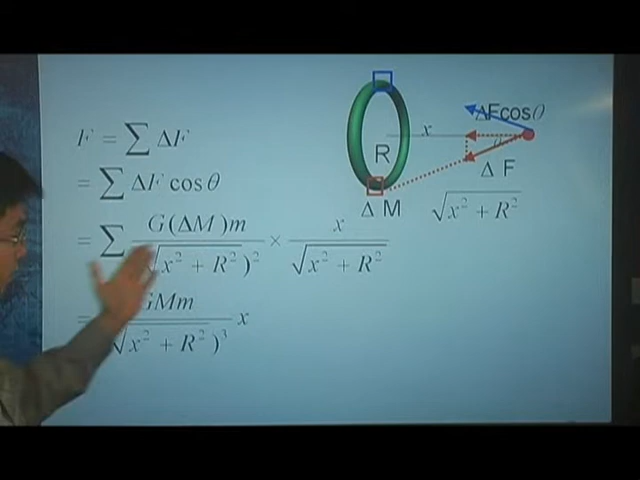 F = ∑ ΔF
= ∑ ΔF cos θ
= ∑ G(ΔM)m / (√x² + R²)² × x / √x² + R²
= GMm / (√x² + R²)³ x
ΔFcosθ
x
θ
R
ΔF
ΔM
√x² + R²